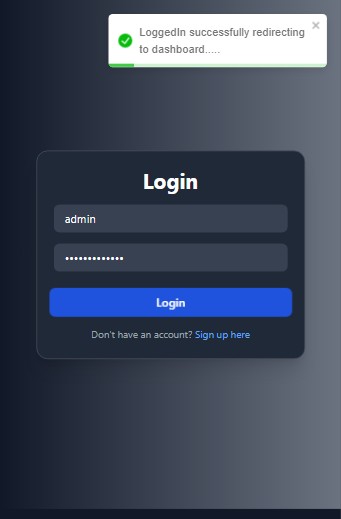 LoggedIn successfully redirecting
to dashboard.....
Login
admin
•••••••••••••
Login
Don't have an account? Sign up here